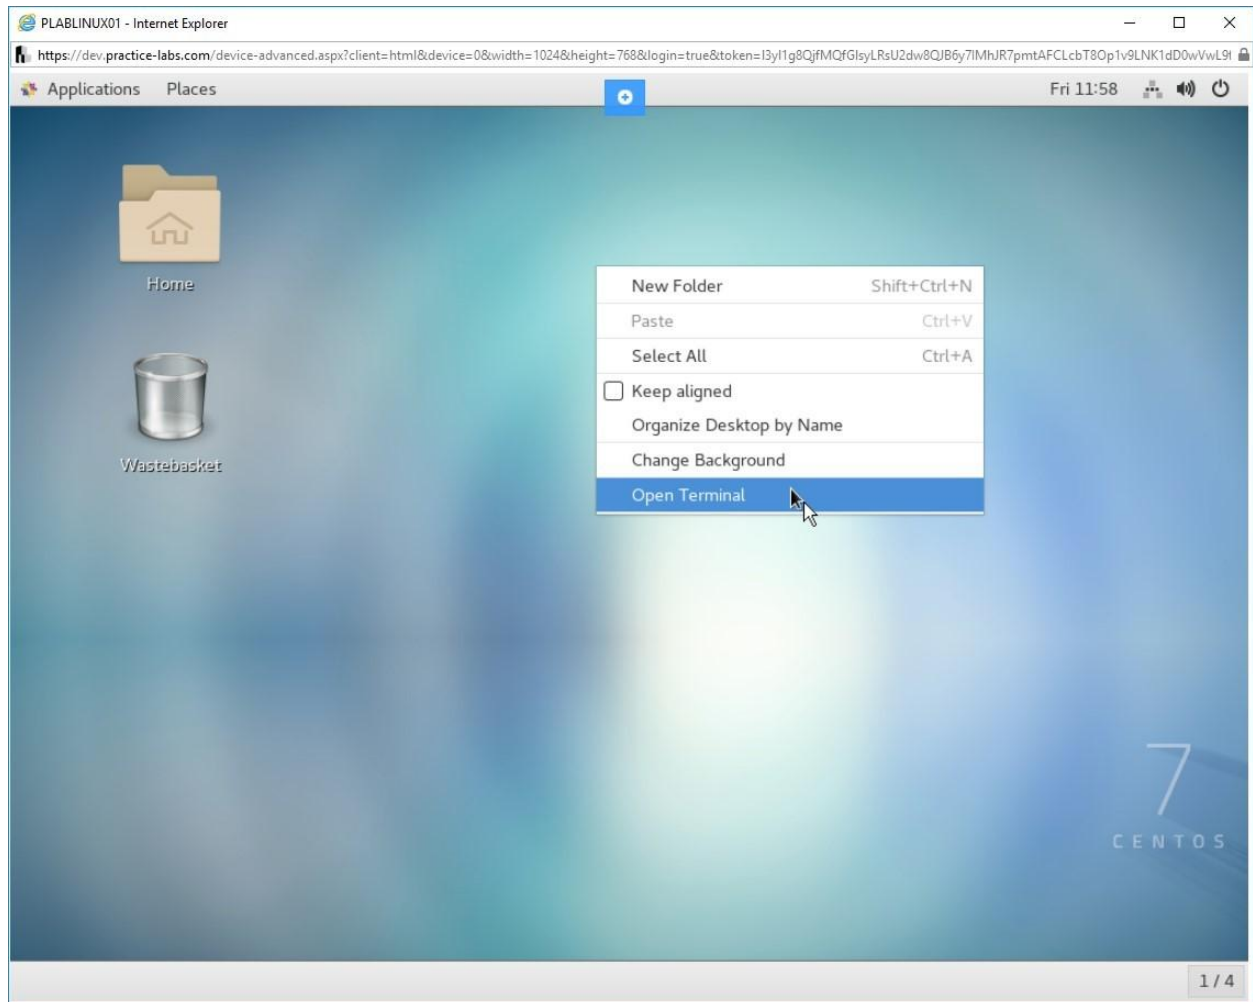 PLABLINUX01 - Internet Explorer
Applications Places Fri 11:58
Home
Wastebasket
New Folder Shift+Ctrl+N
Paste Ctrl+V
Select All Ctrl+A
Keep aligned
Organize Desktop by Name
Change Background
Open Terminal
7
CENTOS
1 / 4